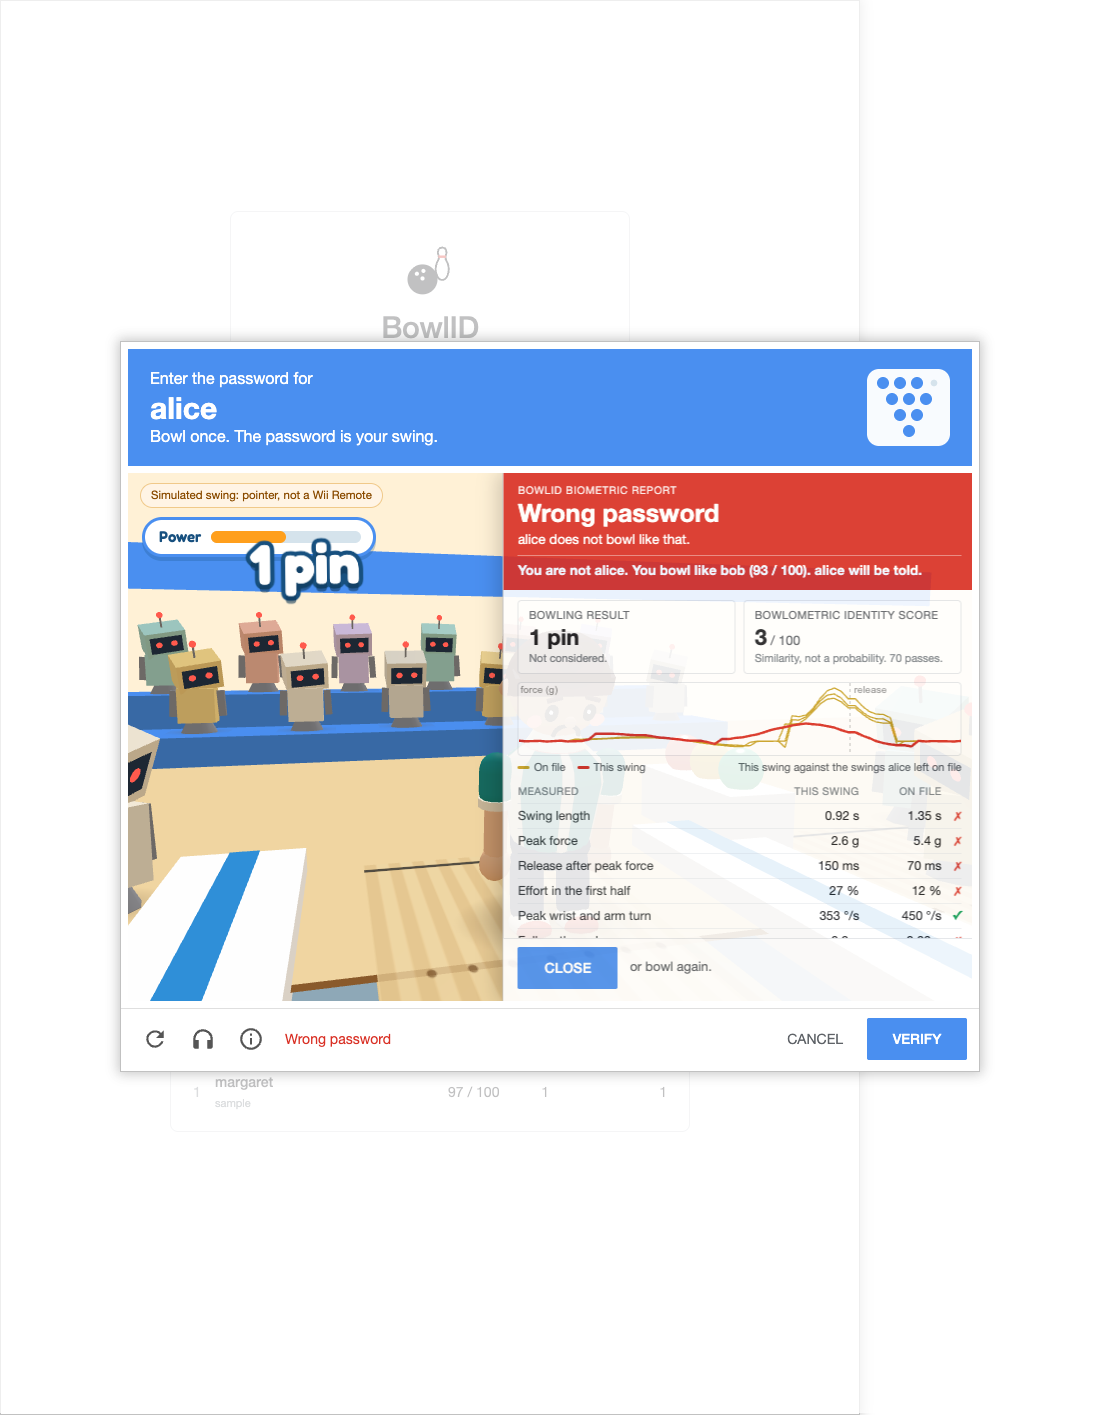 BowlID
Enter the password for
alice
Bowl once. The password is your swing.
Simulated swing: pointer, not a Wii Remote
Power
1 pin
BOWLID BIOMETRIC REPORT
Wrong password
alice does not bowl like that.
You are not alice. You bowl like bob (93 / 100). alice will be told.
BOWLING RESULT
1 pin
Not considered.
BOWLOMETRIC IDENTITY SCORE
3 / 100
Similarity, not a probability. 70 passes.
force (g)
release
On file
This swing
This swing against the swings alice left on file
MEASURED THIS SWING ON FILE
Swing length 0.92 s 1.35 s ✗
Peak force 2.6 g 5.4 g ✗
Release after peak force 150 ms 70 ms ✗
Effort in the first half 27 % 12 % ✗
Peak wrist and arm turn 353 °/s 450 °/s ✓
CLOSE or bowl again.
Wrong password
CANCEL
VERIFY
1 margaret 97 / 100 1 1
sample